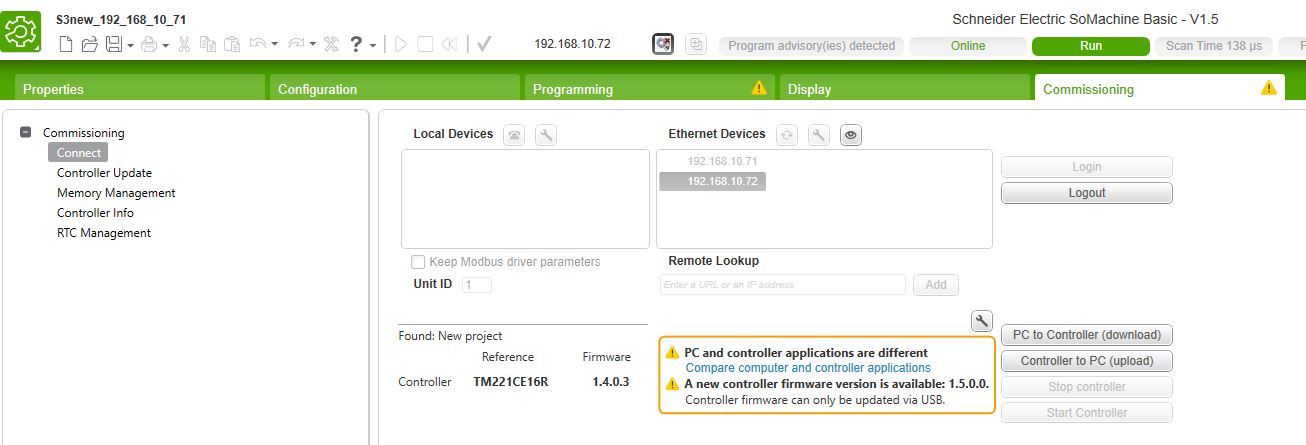 S3new_192_168_10_71
Schneider Electric SoMachine Basic - V1.5
192.168.10.72
Program advisory(ies) detected
Online
Run
Scan Time 138 µs
Properties
Configuration
Programming
Display
Commissioning
Commissioning
Connect
Controller Update
Memory Management
Controller Info
RTC Management
Local Devices
Ethernet Devices
192.168.10.71
192.168.10.72
Login
Logout
Keep Modbus driver parameters
Unit ID 1
Remote Lookup
Enter a URL or an IP address
Add
Found: New project
Reference Firmware
Controller TM221CE16R 1.4.0.3
PC and controller applications are different
Compare computer and controller applications
A new controller firmware version is available: 1.5.0.0.
Controller firmware can only be updated via USB.
PC to Controller (download)
Controller to PC (upload)
Stop controller
Start Controller